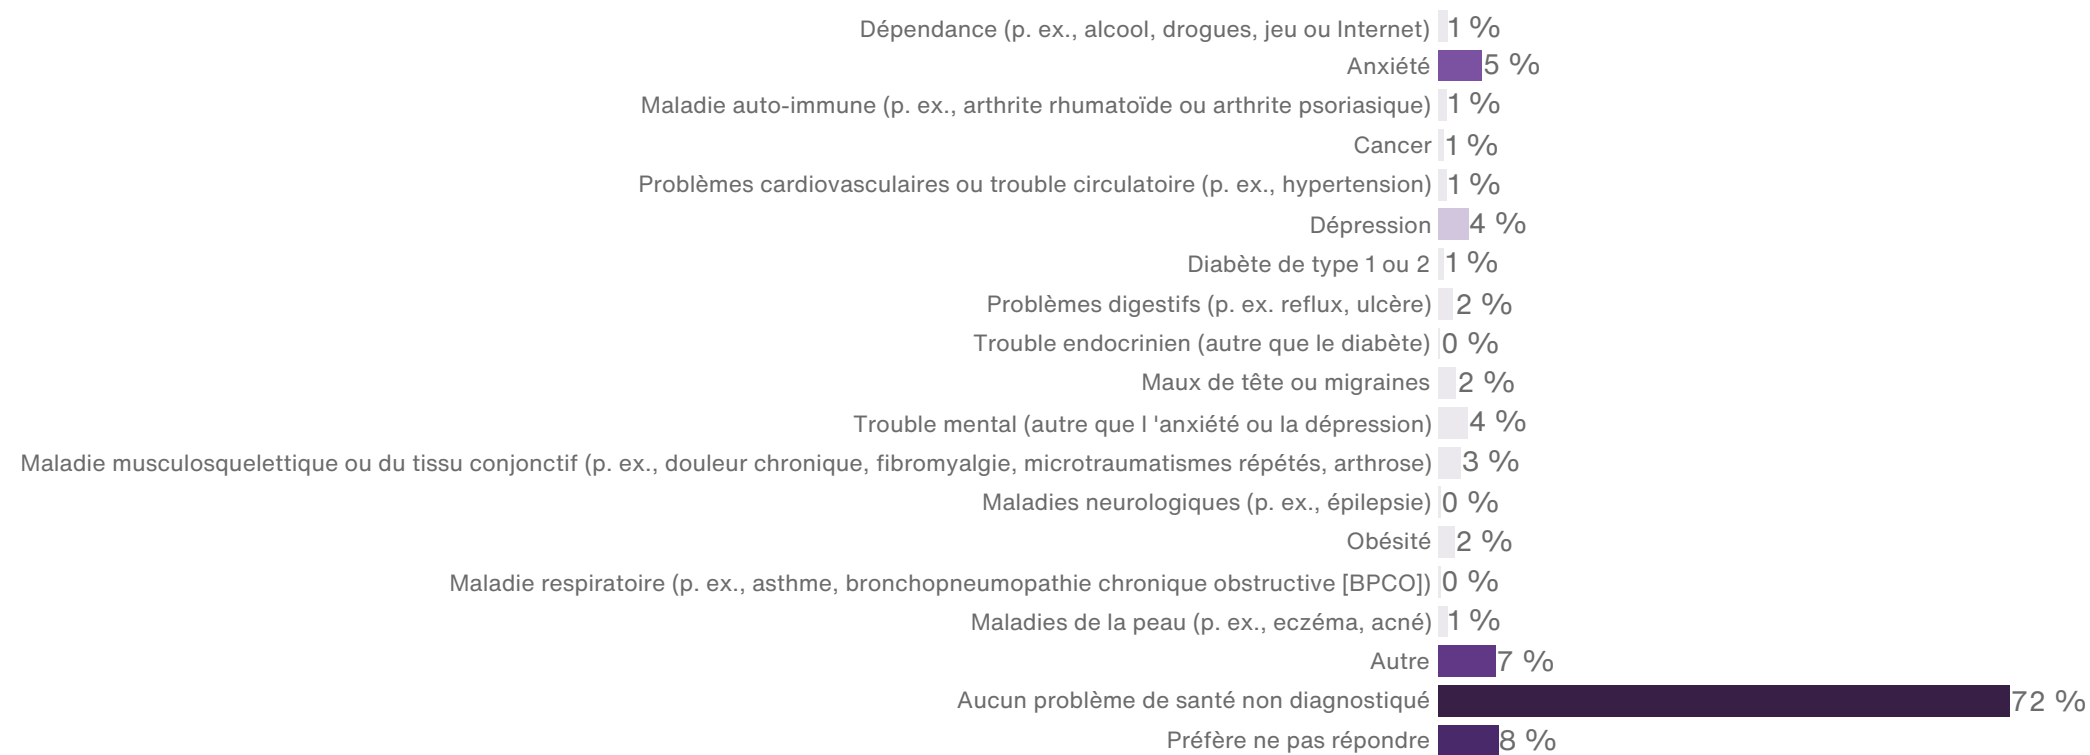 Dépendance (p. ex., alcool, drogues, jeu ou Internet) 1 %
Anxiété 5 %
Maladie auto-immune (p. ex., arthrite rhumatoïde ou arthrite psoriasique) 1 %
Cancer 1 %
Problèmes cardiovasculaires ou trouble circulatoire (p. ex., hypertension) 1 %
Dépression 4 %
Diabète de type 1 ou 2 1 %
Problèmes digestifs (p. ex. reflux, ulcère) 2 %
Trouble endocrinien (autre que le diabète) 0 %
Maux de tête ou migraines 2 %
Trouble mental (autre que l 'anxiété ou la dépression) 4 %
Maladie musculosquelettique ou du tissu conjonctif (p. ex., douleur chronique, fibromyalgie, microtraumatismes répétés, arthrose) 3 %
Maladies neurologiques (p. ex., épilepsie) 0 %
Obésité 2 %
Maladie respiratoire (p. ex., asthme, bronchopneumopathie chronique obstructive [BPCO]) 0 %
Maladies de la peau (p. ex., eczéma, acné) 1 %
Autre 7 %
Aucun problème de santé non diagnostiqué 72 %
Préfère ne pas répondre 8 %